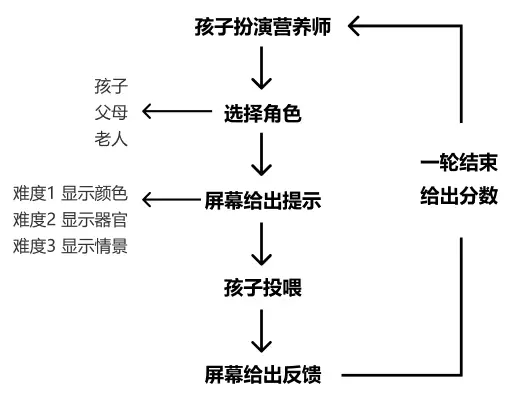 孩子扮演营养师
孩子
父母
老人
选择角色
一轮结束
给出分数
难度1 显示颜色
难度2 显示器官
难度3 显示情景
屏幕给出提示
孩子投喂
屏幕给出反馈